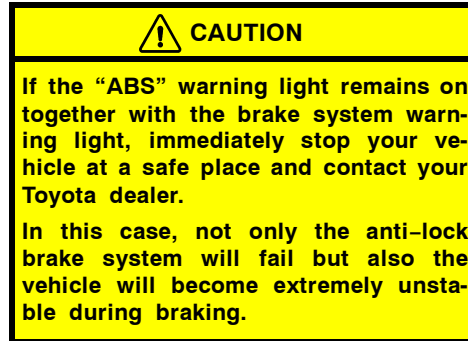 CAUTION
If the “ABS” warning light remains on
together with the brake system warn-
ing light, immediately stop your ve-
hicle at a safe place and contact your
Toyota dealer.
In this case, not only the anti−lock
brake system will fail but also the
vehicle will become extremely unsta-
ble during braking.